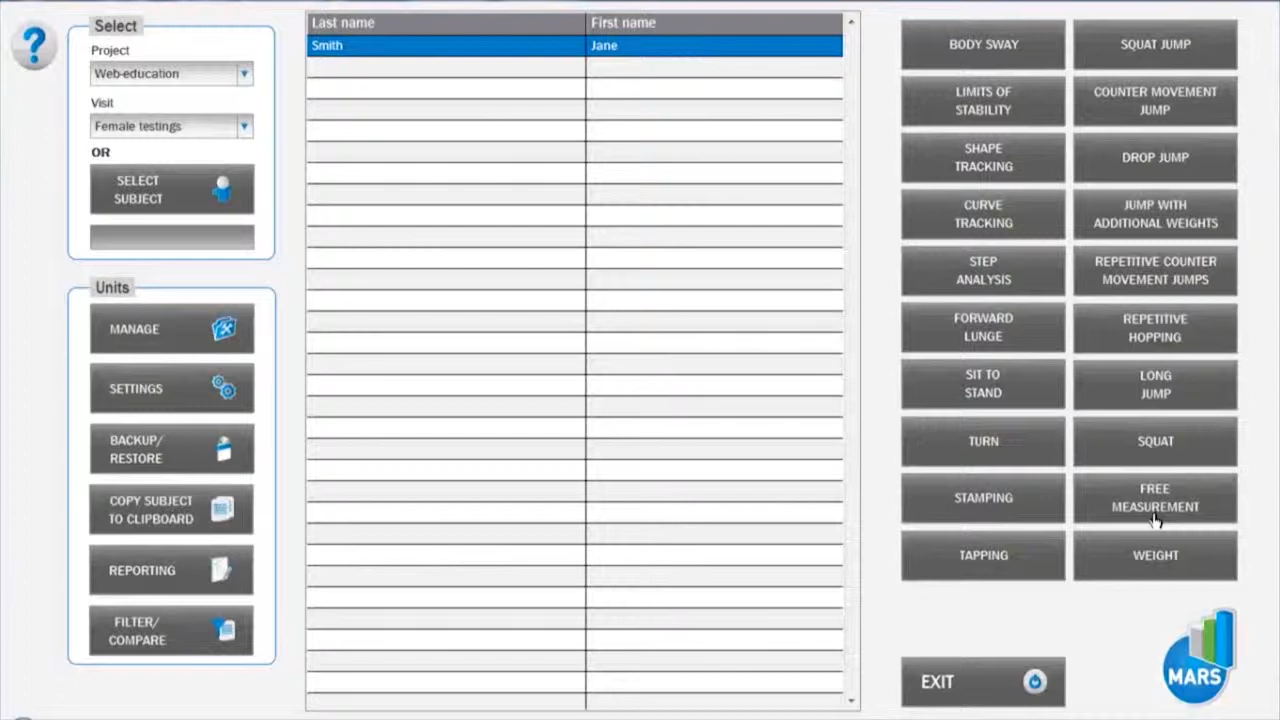 ?
Select
Project
Web-education
Visit
Female testings
OR
SELECT
SUBJECT
Units
MANAGE
SETTINGS
BACKUP/
RESTORE
COPY SUBJECT
TO CLIPBOARD
REPORTING
FILTER/
COMPARE
Last name First name
Smith Jane
BODY SWAY
LIMITS OF
STABILITY
SHAPE
TRACKING
CURVE
TRACKING
STEP
ANALYSIS
FORWARD
LUNGE
SIT TO
STAND
TURN
STAMPING
TAPPING
SQUAT JUMP
COUNTER MOVEMENT
JUMP
DROP JUMP
JUMP WITH
ADDITIONAL WEIGHTS
REPETITIVE COUNTER
MOVEMENT JUMPS
REPETITIVE
HOPPING
LONG
JUMP
SQUAT
FREE
MEASUREMENT
WEIGHT
EXIT
MARS